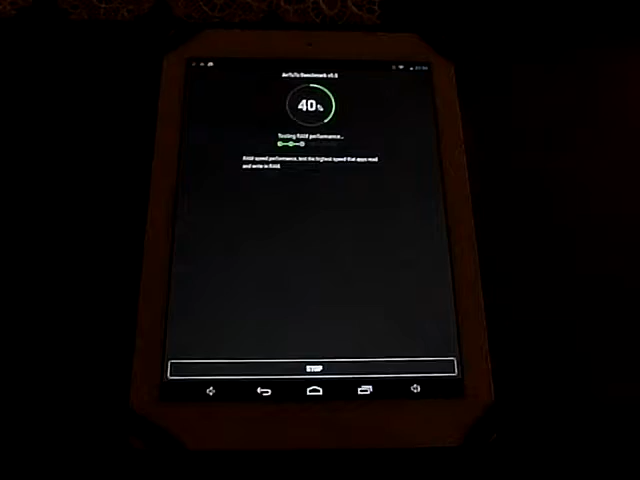 AnTuTu Benchmark v5.0
40%
Testing RAM performance...
RAM speed performance, test the highest speed that apps read
and write in RAM.
STOP